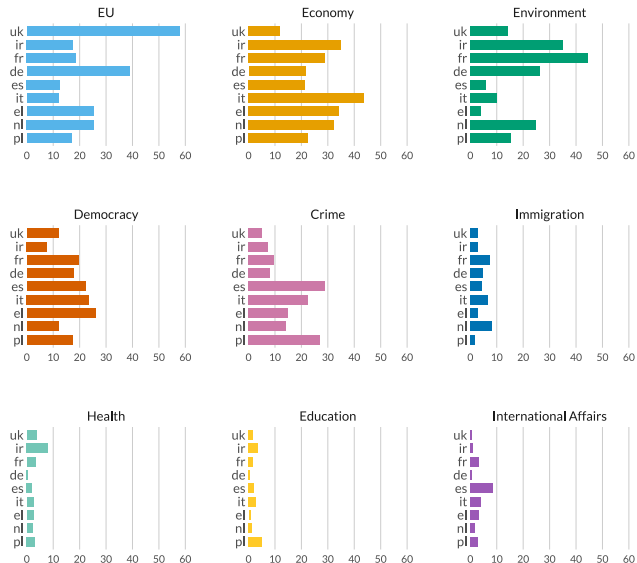 EU Economy Environment
uk uk uk
ir ir ir
fr fr fr
de de de
es es es
it it it
el el el
nl nl nl
pl pl pl
0 10 20 30 40 50 60 0 10 20 30 40 50 60 0 10 20 30 40 50 60
Democracy Crime Immigration
uk uk uk
ir ir ir
fr fr fr
de de de
es es es
it it it
el el el
nl nl nl
pl pl pl
0 10 20 30 40 50 60 0 10 20 30 40 50 60 0 10 20 30 40 50 60
Health Education International Affairs
uk uk uk
ir ir ir
fr fr fr
de de de
es es es
it it it
el el el
nl nl nl
pl pl pl
0 10 20 30 40 50 60 0 10 20 30 40 50 60 0 10 20 30 40 50 60